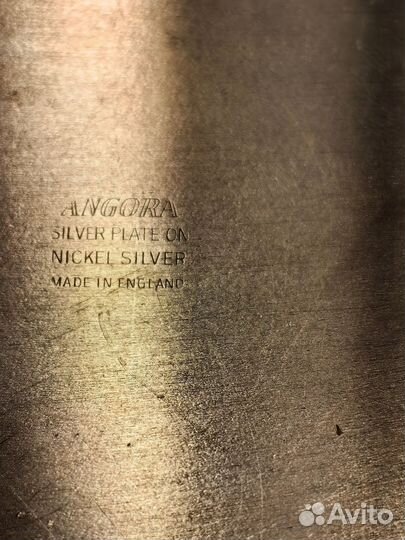 ANGORA
SILVER PLATE ON
NICKEL SILVER
MADE IN ENGLAND
Avito